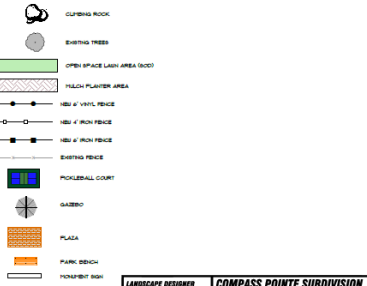 CLIMBING ROCK
EXISTING TREES
OPEN SPACE LAWN AREA (SOD)
MULCH PLANTER AREA
NEW 6' VINYL FENCE
NEW 4' IRON FENCE
NEW 6' IRON FENCE
EXISTING FENCE
PICKLEBALL COURT
GAZEBO
PLAZA
PARK BENCH
MONUMENT SIGN
LANDSCAPE DESIGNER
COMPASS POINTE SUBDIVISION